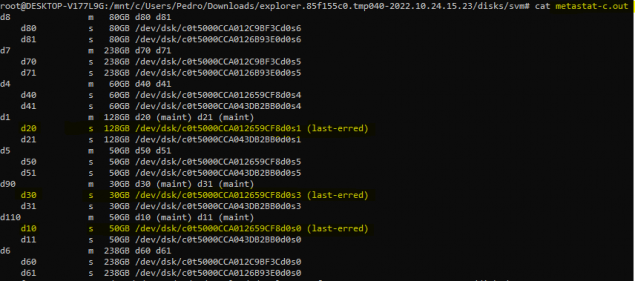 root@DESKTOP-V177L9G:/mnt/c/Users/Pedro/Downloads/explorer.85f155c0.tmp040-2022.10.24.15.23/disks/svm# cat metastat-c.out
d8 m 80GB d80 d81
d80 s 80GB /dev/dsk/c0t5000CCA012C9BF3Cd0s6
d81 s 80GB /dev/dsk/c0t5000CCA0126B93E0d0s6
d7 m 238GB d70 d71
d70 s 238GB /dev/dsk/c0t5000CCA012C9BF3Cd0s5
d71 s 238GB /dev/dsk/c0t5000CCA0126B93E0d0s5
d4 m 60GB d40 d41
d40 s 60GB /dev/dsk/c0t5000CCA012659CF8d0s4
d41 s 60GB /dev/dsk/c0t5000CCA043DB2BB0d0s4
d1 m 128GB d20 (maint) d21 (maint)
d20 s 128GB /dev/dsk/c0t5000CCA012659CF8d0s1 (last-erred)
d21 s 128GB /dev/dsk/c0t5000CCA043DB2BB0d0s1
d5 m 50GB d50 d51
d50 s 50GB /dev/dsk/c0t5000CCA012659CF8d0s5
d51 s 50GB /dev/dsk/c0t5000CCA043DB2BB0d0s5
d90 m 30GB d30 (maint) d31 (maint)
d30 s 30GB /dev/dsk/c0t5000CCA012659CF8d0s3 (last-erred)
d31 s 30GB /dev/dsk/c0t5000CCA043DB2BB0d0s3
d110 m 50GB d10 (maint) d11 (maint)
d10 s 50GB /dev/dsk/c0t5000CCA012659CF8d0s0 (last-erred)
d11 s 50GB /dev/dsk/c0t5000CCA043DB2BB0d0s0
d6 m 238GB d60 d61
d60 s 238GB /dev/dsk/c0t5000CCA012C9BF3Cd0s0
d61 s 238GB /dev/dsk/c0t5000CCA0126B93E0d0s0